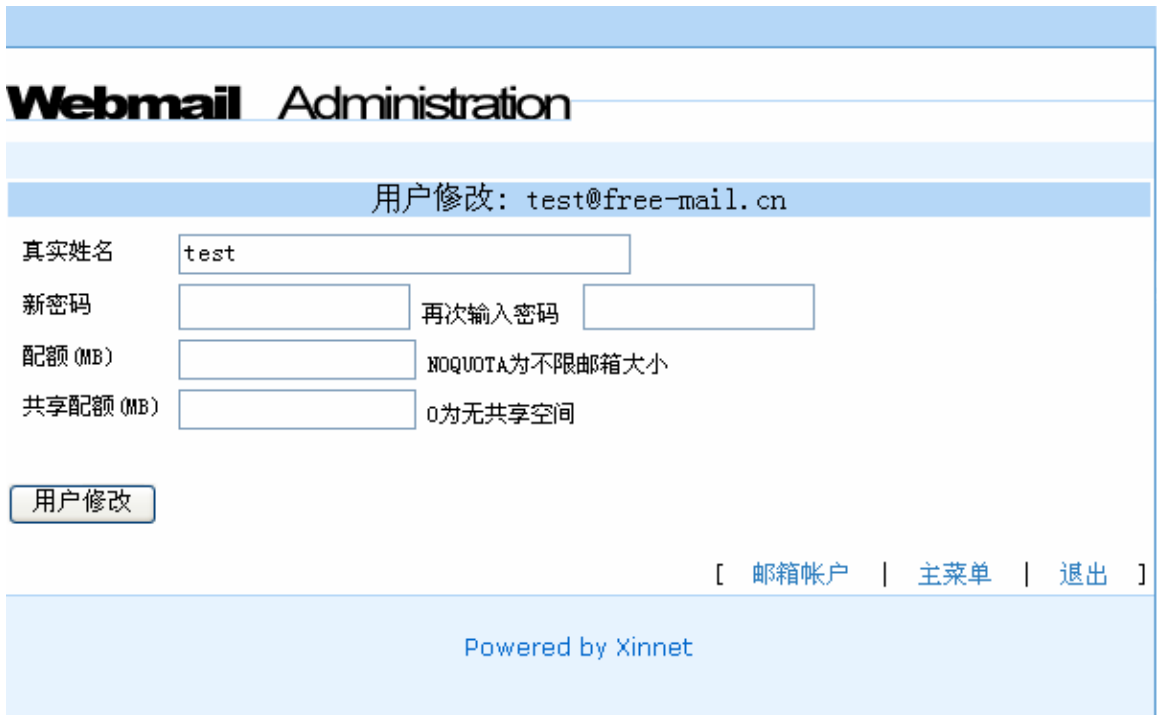 Webmail Administration
用户修改: test@free-mail.cn
真实姓名 test
新密码 再次输入密码
配额(MB) NOQUOTA为不限邮箱大小
共享配额(MB) 0为无共享空间
用户修改
[ 邮箱帐户 | 主菜单 | 退出 ]
Powered by Xinnet